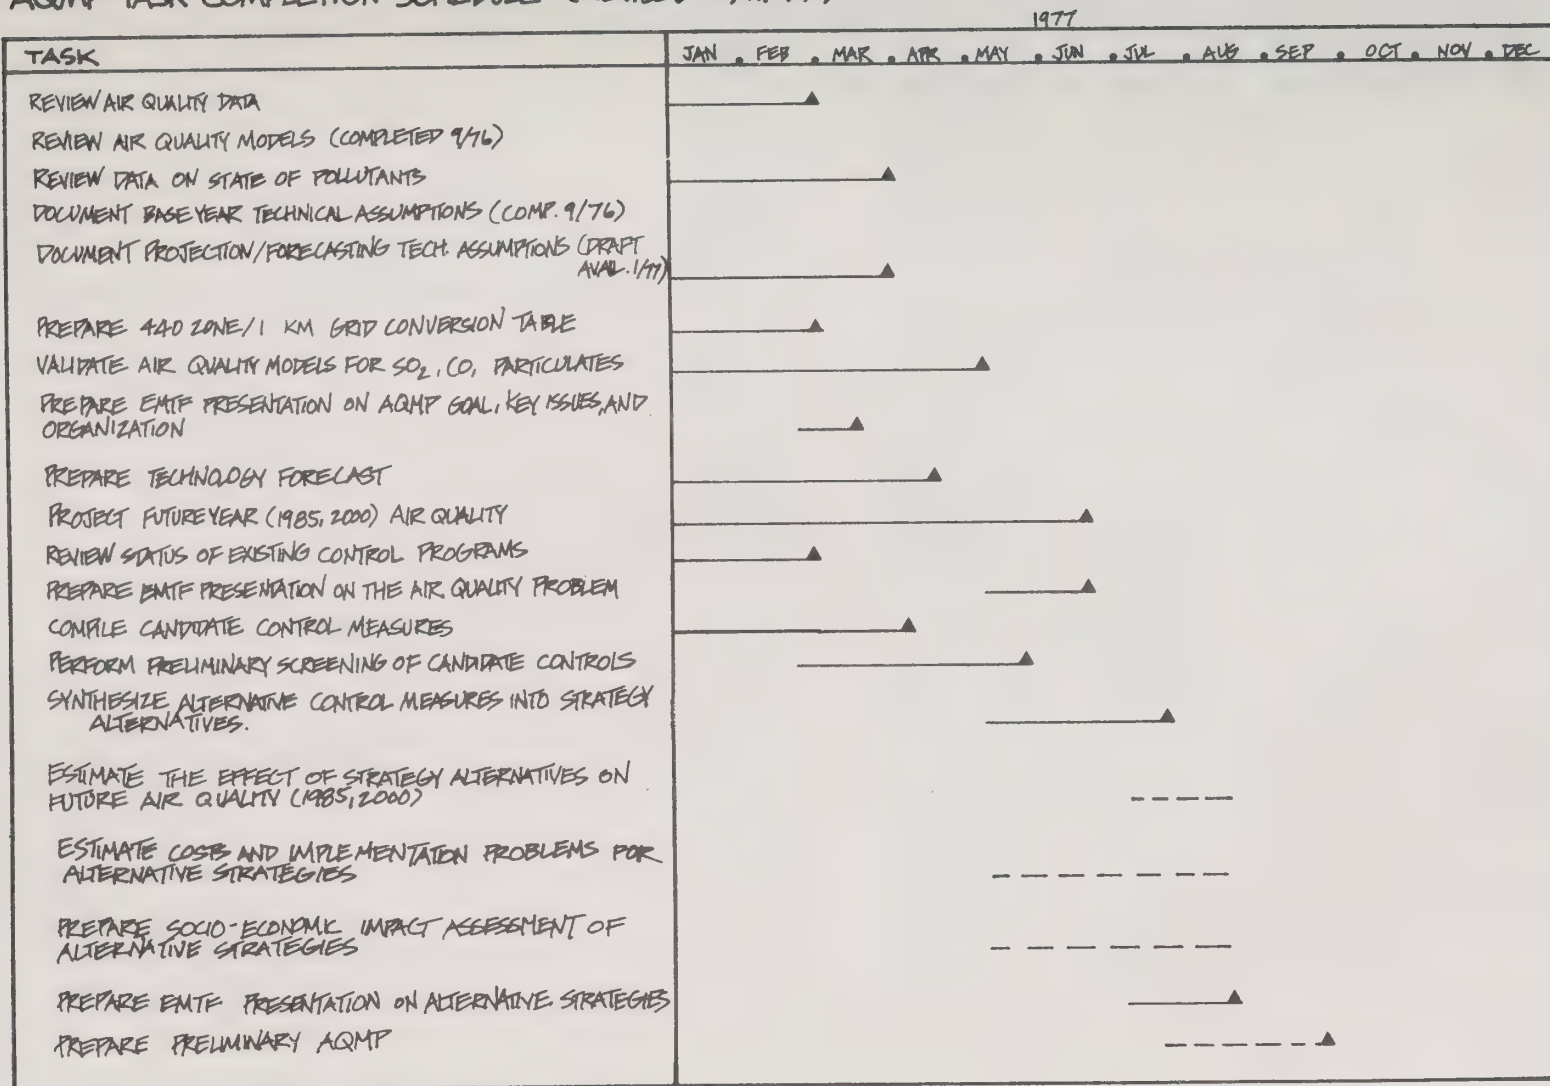 AQMP TASK COMPLETION SCHEDULE
1977
TASK JAN . FEB . MAR . APR . MAY . JUN . JUL . AUG . SEP . OCT . NOV . DEC
REVIEW AIR QUALITY DATA
REVIEW AIR QUALITY MODELS (COMPLETED 9/76)
REVIEW DATA ON STATE OF POLLUTANTS
DOCUMENT BASE YEAR TECHNICAL ASSUMPTIONS (COMP. 9/76)
DOCUMENT PROJECTION/FORECASTING TECH. ASSUMPTIONS (DRAFT
AVAIL. 1/77)
PREPARE 440 ZONE/1 KM GRID CONVERSION TABLE
VALIDATE AIR QUALITY MODELS FOR SO2, CO, PARTICULATES
PREPARE EMTF PRESENTATION ON AQMP GOAL, KEY ISSUES, AND
ORGANIZATION
PREPARE TECHNOLOGY FORECAST
PROJECT FUTURE YEAR (1985, 2000) AIR QUALITY
REVIEW STATUS OF EXISTING CONTROL PROGRAMS
PREPARE EMTF PRESENTATION ON THE AIR QUALITY PROBLEM
COMPILE CANDIDATE CONTROL MEASURES
PERFORM PRELIMINARY SCREENING OF CANDIDATE CONTROLS
SYNTHESIZE ALTERNATIVE CONTROL MEASURES INTO STRATEGY
ALTERNATIVES.
ESTIMATE THE EFFECT OF STRATEGY ALTERNATIVES ON
FUTURE AIR QUALITY (1985, 2000)
ESTIMATE COSTS AND IMPLEMENTATION PROBLEMS FOR
ALTERNATIVE STRATEGIES
PREPARE SOCIO-ECONOMIC IMPACT ASSESSMENT OF
ALTERNATIVE STRATEGIES
PREPARE EMTF PRESENTATION ON ALTERNATIVE STRATEGIES
PREPARE PRELIMINARY AQMP